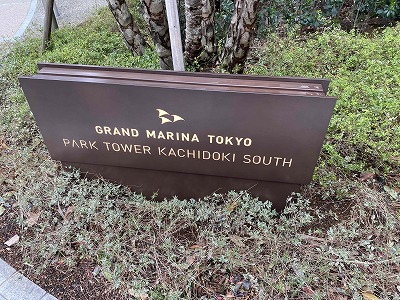 GRAND MARINA TOKYO
PARK TOWER KACHIDOKI SOUTH